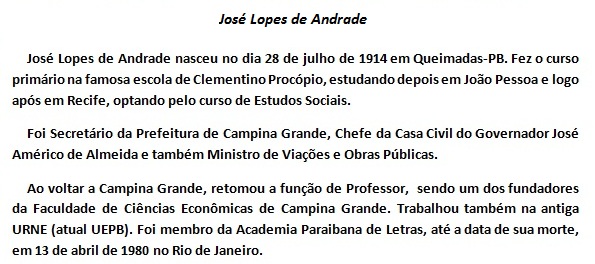 José Lopes de Andrade
José Lopes de Andrade nasceu no dia 28 de julho de 1914 em Queimadas-PB. Fez o curso
primário na famosa escola de Clementino Procópio, estudando depois em João Pessoa e logo
após em Recife, optando pelo curso de Estudos Sociais.
Foi Secretário da Prefeitura de Campina Grande, Chefe da Casa Civil do Governador José
Américo de Almeida e também Ministro de Viações e Obras Públicas.
Ao voltar a Campina Grande, retomou a função de Professor, sendo um dos fundadores
da Faculdade de Ciências Econômicas de Campina Grande. Trabalhou também na antiga
URNE (atual UEPB). Foi membro da Academia Paraibana de Letras, até a data de sua morte,
em 13 de abril de 1980 no Rio de Janeiro.